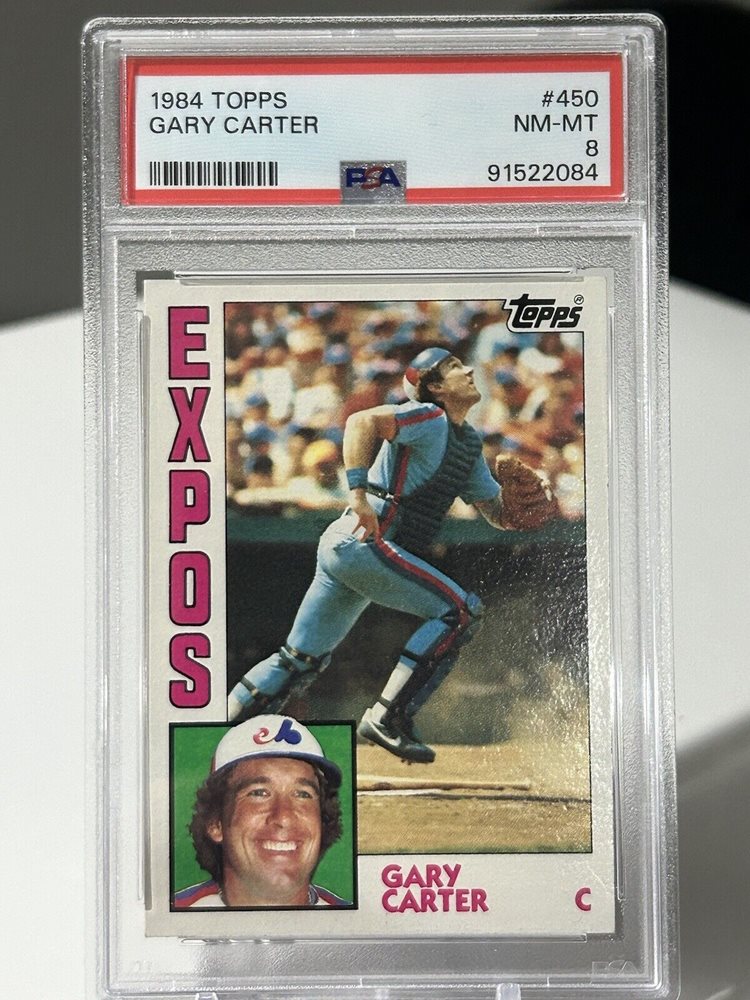 1984 TOPPS #450
GARY CARTER NM-MT
8
PSA 91522084
TOPPS®
EXPOS
GARY
CARTER C